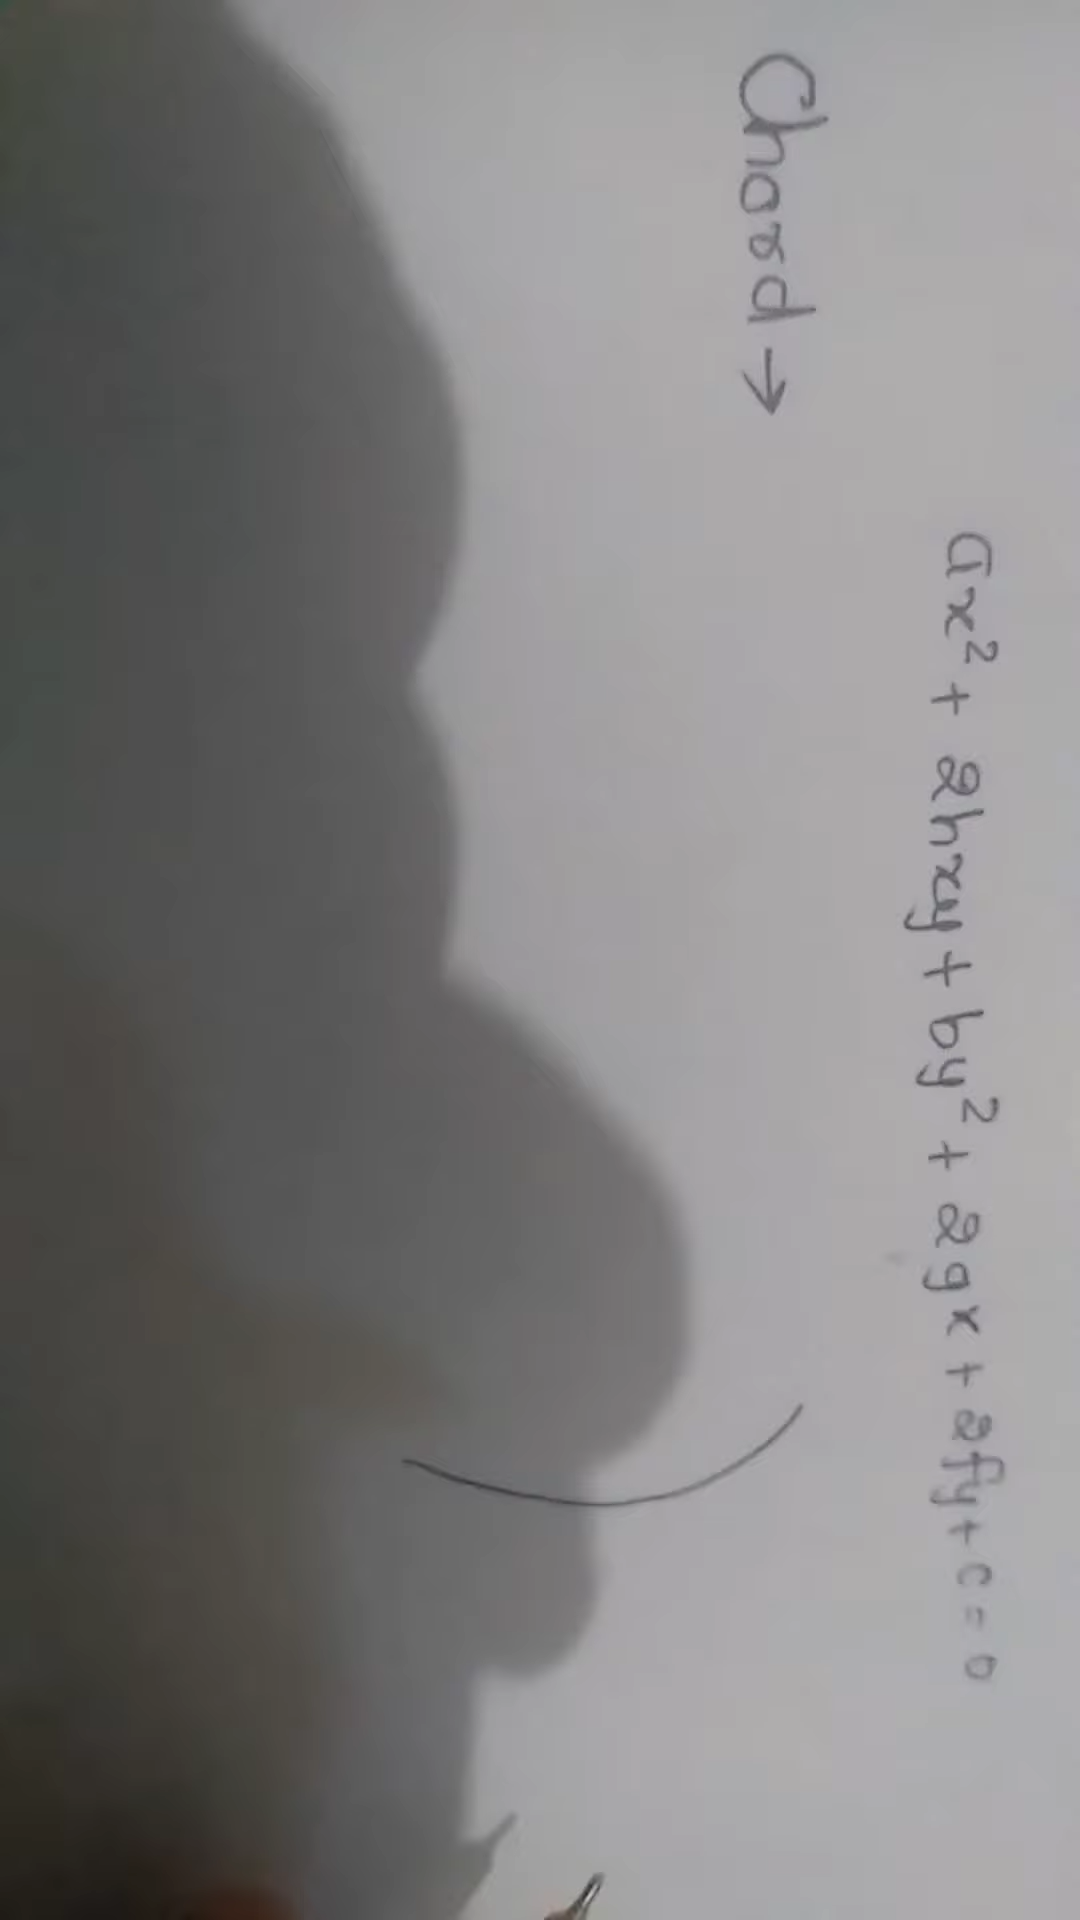 ax² + 2hxy + by² + 2gx + 2fy + c = 0
Chord →